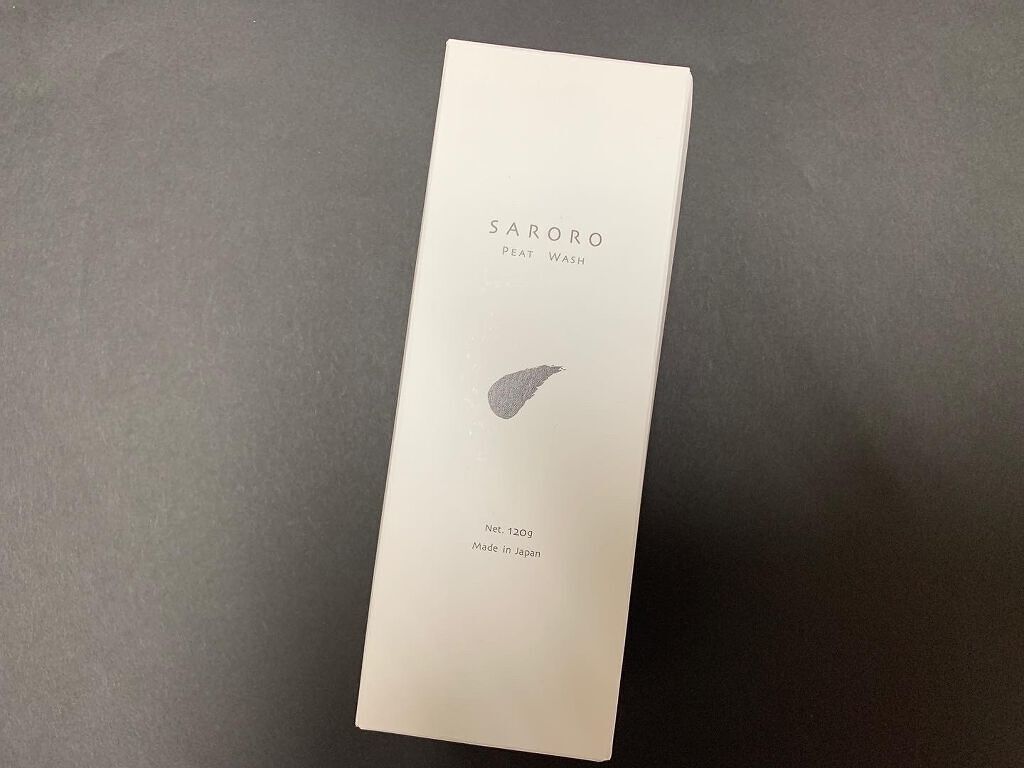 SARORO
PEAT WASH
Net. 120g
Made in Japan